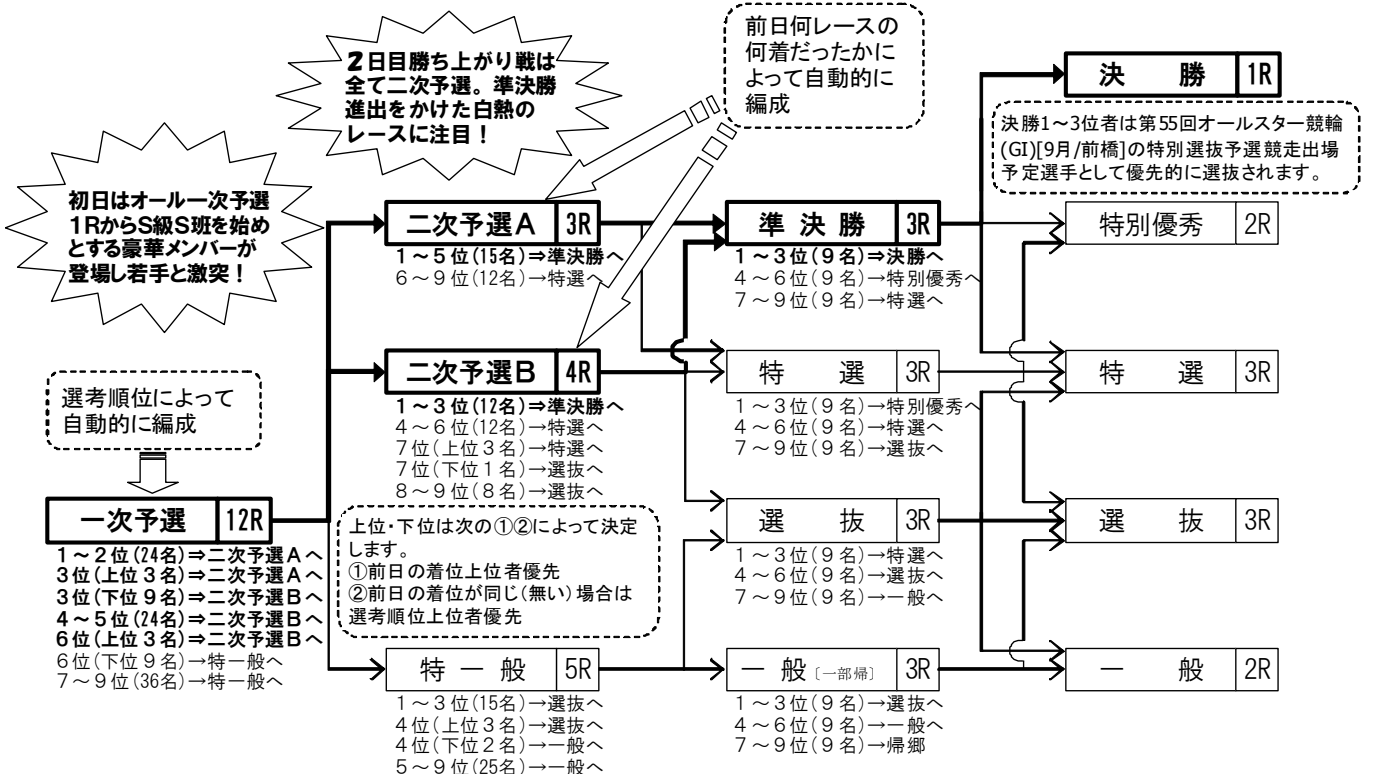 2日目勝ち上がり戦は
全て二次予選。準決勝
進出をかけた白熱の
レースに注目！
前日何レースの
何着だったかに
よって自動的に
編成
決　勝 1R
決勝1～3位者は第55回オールスター競輪
(GI)[9月/前橋]の特別選抜予選競走出場
予定選手として優先的に選抜されます。
初日はオール一次予選
1RからS級S班を始め
とする豪華メンバーが
登場し若手と激突！
二次予選A 3R
1～5位(15名)⇒準決勝へ
6～9位(12名)→特選へ
準 決 勝 3R
1～3位(9名)⇒決勝へ
4～6位(9名)→特別優秀へ
7～9位(9名)→特選へ
特別優秀 2R
選考順位によって
自動的に編成
二次予選B 4R
1～3位(12名)⇒準決勝へ
4～6位(12名)→特選へ
7位(上位3名)→特選へ
7位(下位1名)→選抜へ
8～9位(8名)→選抜へ
特　選 3R
1～3位(9名)→特別優秀へ
4～6位(9名)→特選へ
7～9位(9名)→選抜へ
特　選 3R
一次予選 12R
1～2位(24名)⇒二次予選Aへ
3位(上位3名)⇒二次予選Aへ
3位(下位9名)⇒二次予選Bへ
4～5位(24名)⇒二次予選Bへ
6位(上位3名)⇒二次予選Bへ
6位(下位9名)→特一般へ
7～9位(36名)→特一般へ
上位・下位は次の①②によって決定
します。
①前日の着位上位者優先
②前日の着位が同じ(無い)場合は
選考順位上位者優先
選　抜 3R
1～3位(9名)→特選へ
4～6位(9名)→選抜へ
7～9位(9名)→一般へ
選　抜 3R
特 一 般 5R
1～3位(15名)→選抜へ
4位(上位3名)→選抜へ
4位(下位2名)→一般へ
5～9位(25名)→一般へ
一 般 [一部帰] 3R
1～3位(9名)→選抜へ
4～6位(9名)→一般へ
7～9位(9名)→帰郷
一　般 2R